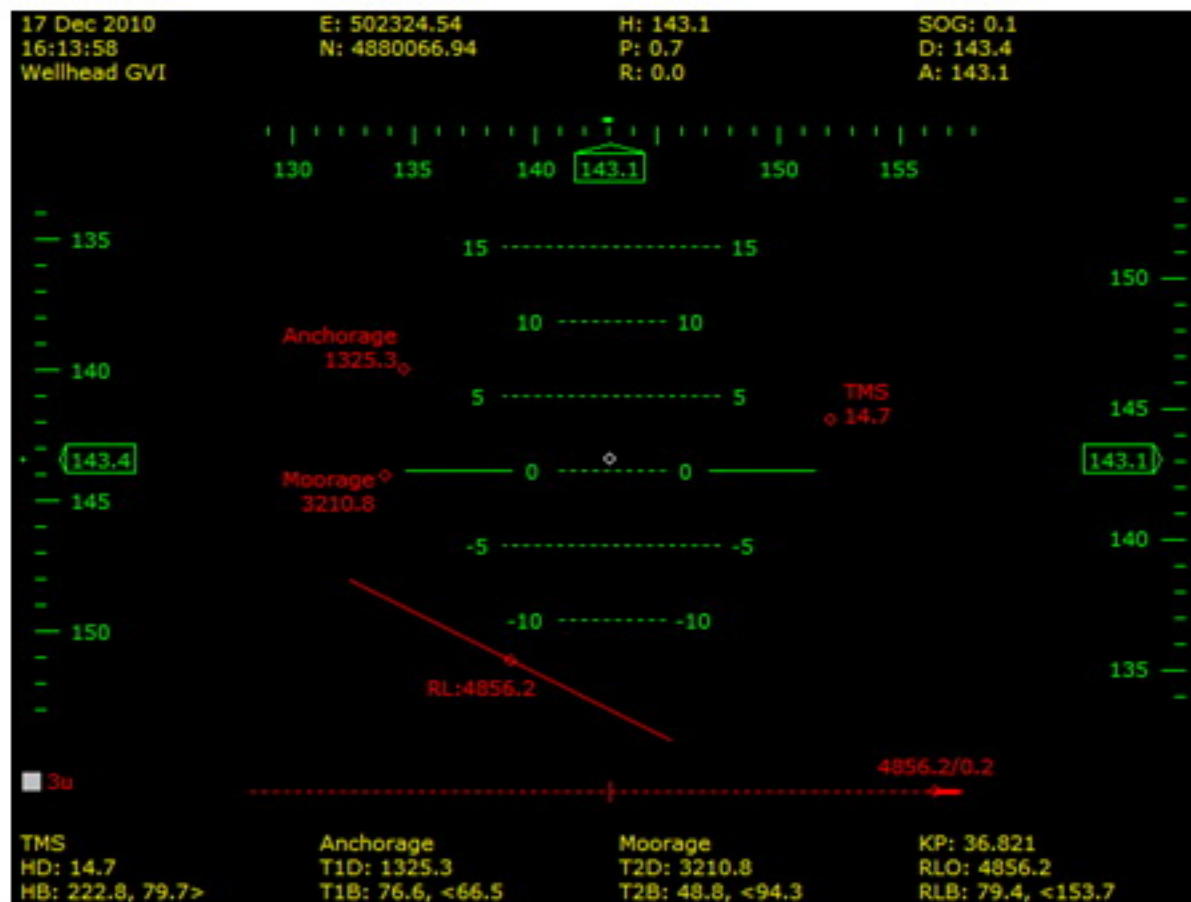 17 Dec 2010 E: 502324.54 H: 143.1 SOG: 0.1
16:13:58 N: 4880066.94 P: 0.7 D: 143.4
Wellhead GVI R: 0.0 A: 143.1
130 135 140 143.1 150 155
135
15 15
150
10 10
Anchorage
1325.3
140
5 5
TMS
14.7
145
143.4
143.1
0 0
Moorage
3210.8
145
140
-5 -5
-10 -10
150
135
RL:4856.2
4856.2/0.2
3u
TMS Anchorage Moorage KP: 36.821
HD: 14.7 T1D: 1325.3 T2D: 3210.8 RLO: 4856.2
HB: 222.8, 79.7> T1B: 76.6, <66.5 T2B: 48.8, <94.3 RLB: 79.4, <153.7